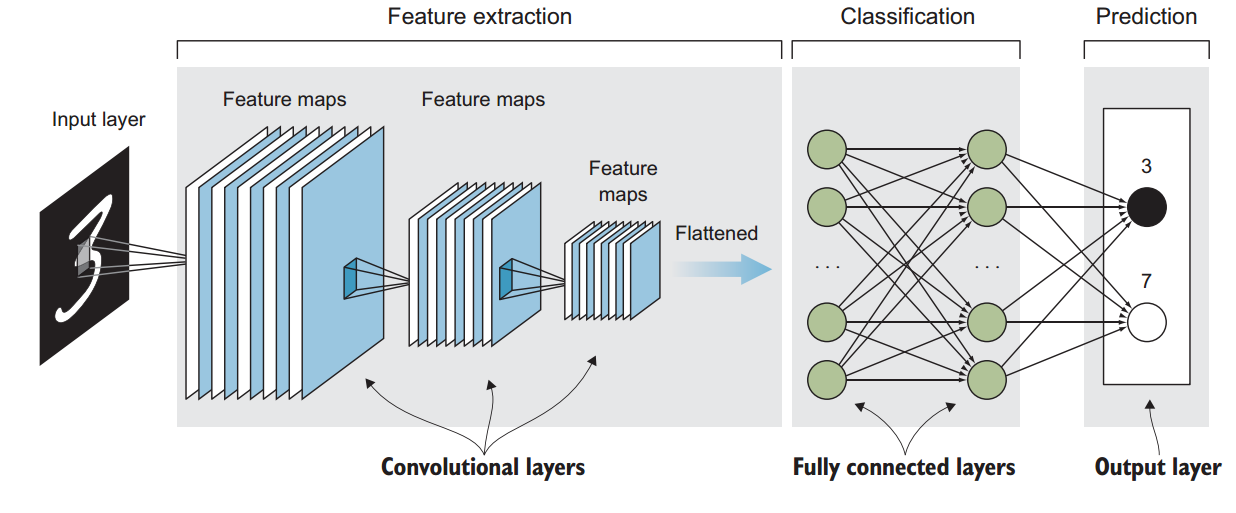 Feature extraction
Classification
Prediction
Input layer
Feature maps
Feature maps
Feature
maps
Flattened
. . .
. . .
3
7
Convolutional layers
Fully connected layers
Output layer